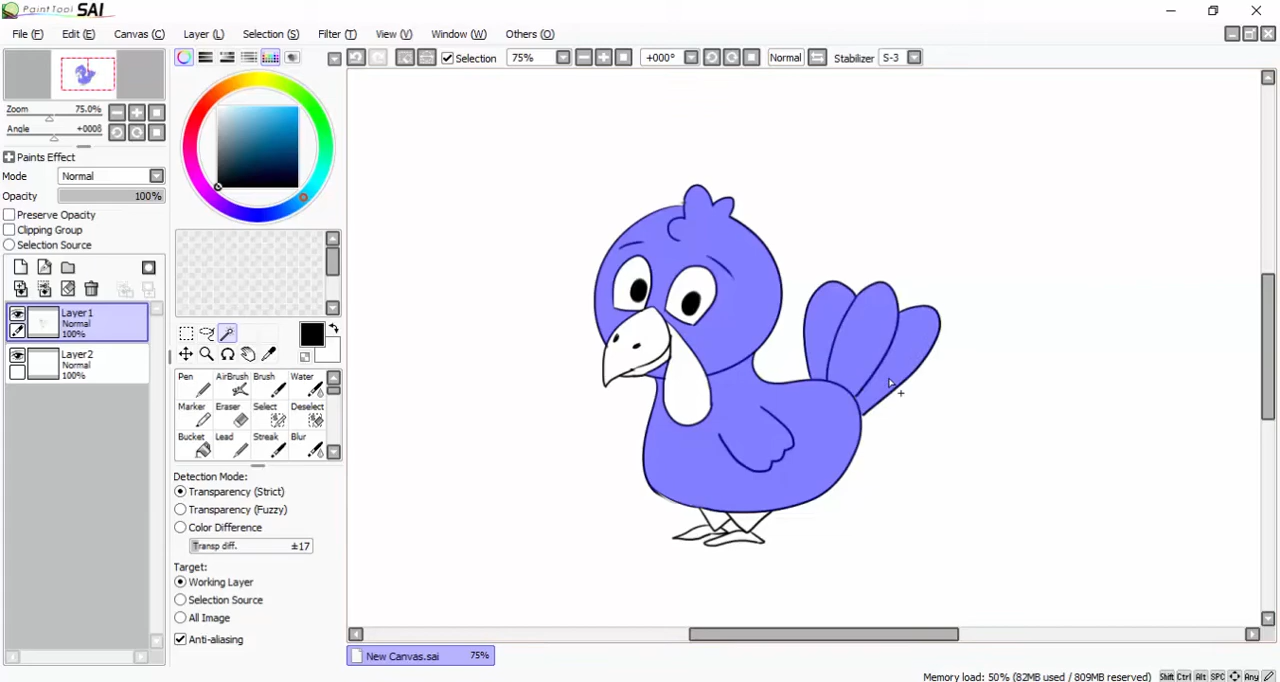 PaintTool SAI
File (F) Edit (E) Canvas (C) Layer (L) Selection (S) Filter (T) View (V) Window (W) Others (O)
Selection 75% +000° Normal Stabilizer S-3
Zoom 75.0%
Angle +000ß
Paints Effect
Mode Normal
Opacity 100%
Preserve Opacity
Clipping Group
Selection Source
Layer1
Normal
100%
Layer2
Normal
100%
Pen AirBrush Brush Water
Marker Eraser Select Deselect
Bucket Lead Streak Blur
Detection Mode:
Transparency (Strict)
Transparency (Fuzzy)
Color Difference
Transp diff. ±17
Target:
Working Layer
Selection Source
All Image
Anti-aliasing
New Canvas.sai 75%
Memory load: 50% (82MB used / 809MB reserved) Shift Ctrl Alt SPC Any